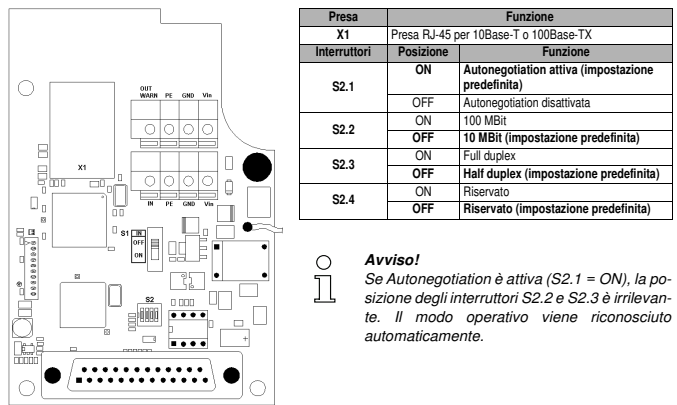 OUT
WARN PE GND Vin
X1
IN PE GND Vin
S1
IN
OFF
ON
S2
Presa Funzione
X1 Presa RJ-45 per 10Base-T o 100Base-TX
Interruttori Posizione Funzione
S2.1 ON Autonegotiation attiva (impostazione
predefinita)
OFF Autonegotiation disattivata
S2.2 ON 100 MBit
OFF 10 MBit (impostazione predefinita)
S2.3 ON Full duplex
OFF Half duplex (impostazione predefinita)
S2.4 ON Riservato
OFF Riservato (impostazione predefinita)
Avviso!
Se Autonegotiation è attiva (S2.1 = ON), la po-
sizione degli interruttori S2.2 e S2.3 è irrilevan-
te. Il modo operativo viene riconosciuto
automaticamente.